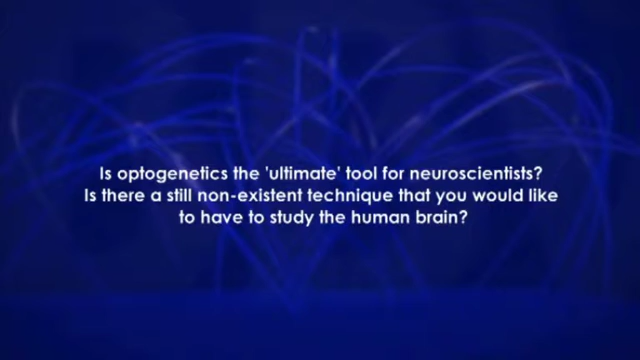 Is optogenetics the 'ultimate' tool for neuroscientists?
Is there a still non-existent technique that you would like
to have to study the human brain?